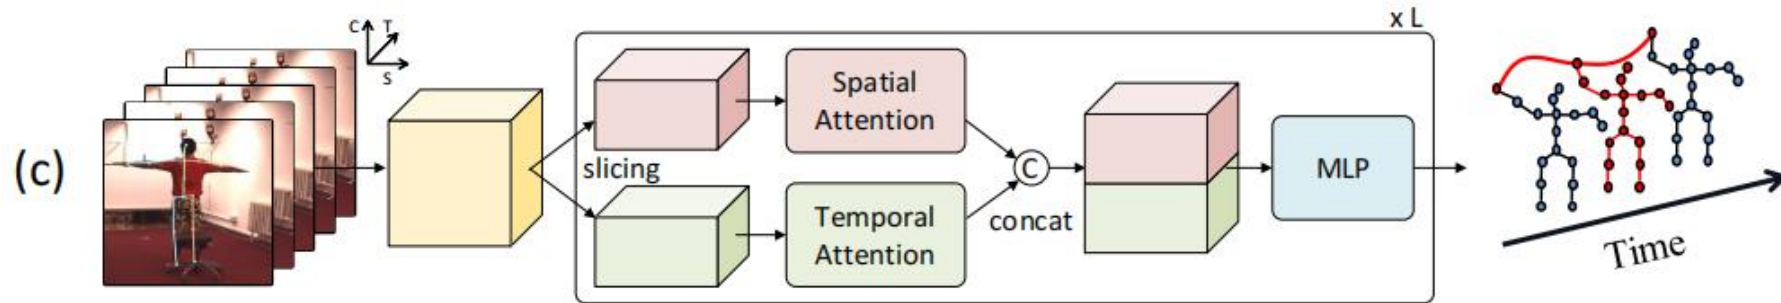 (c)
C T
S
x L
slicing
Spatial
Attention
Temporal
Attention
C
concat
MLP
Time